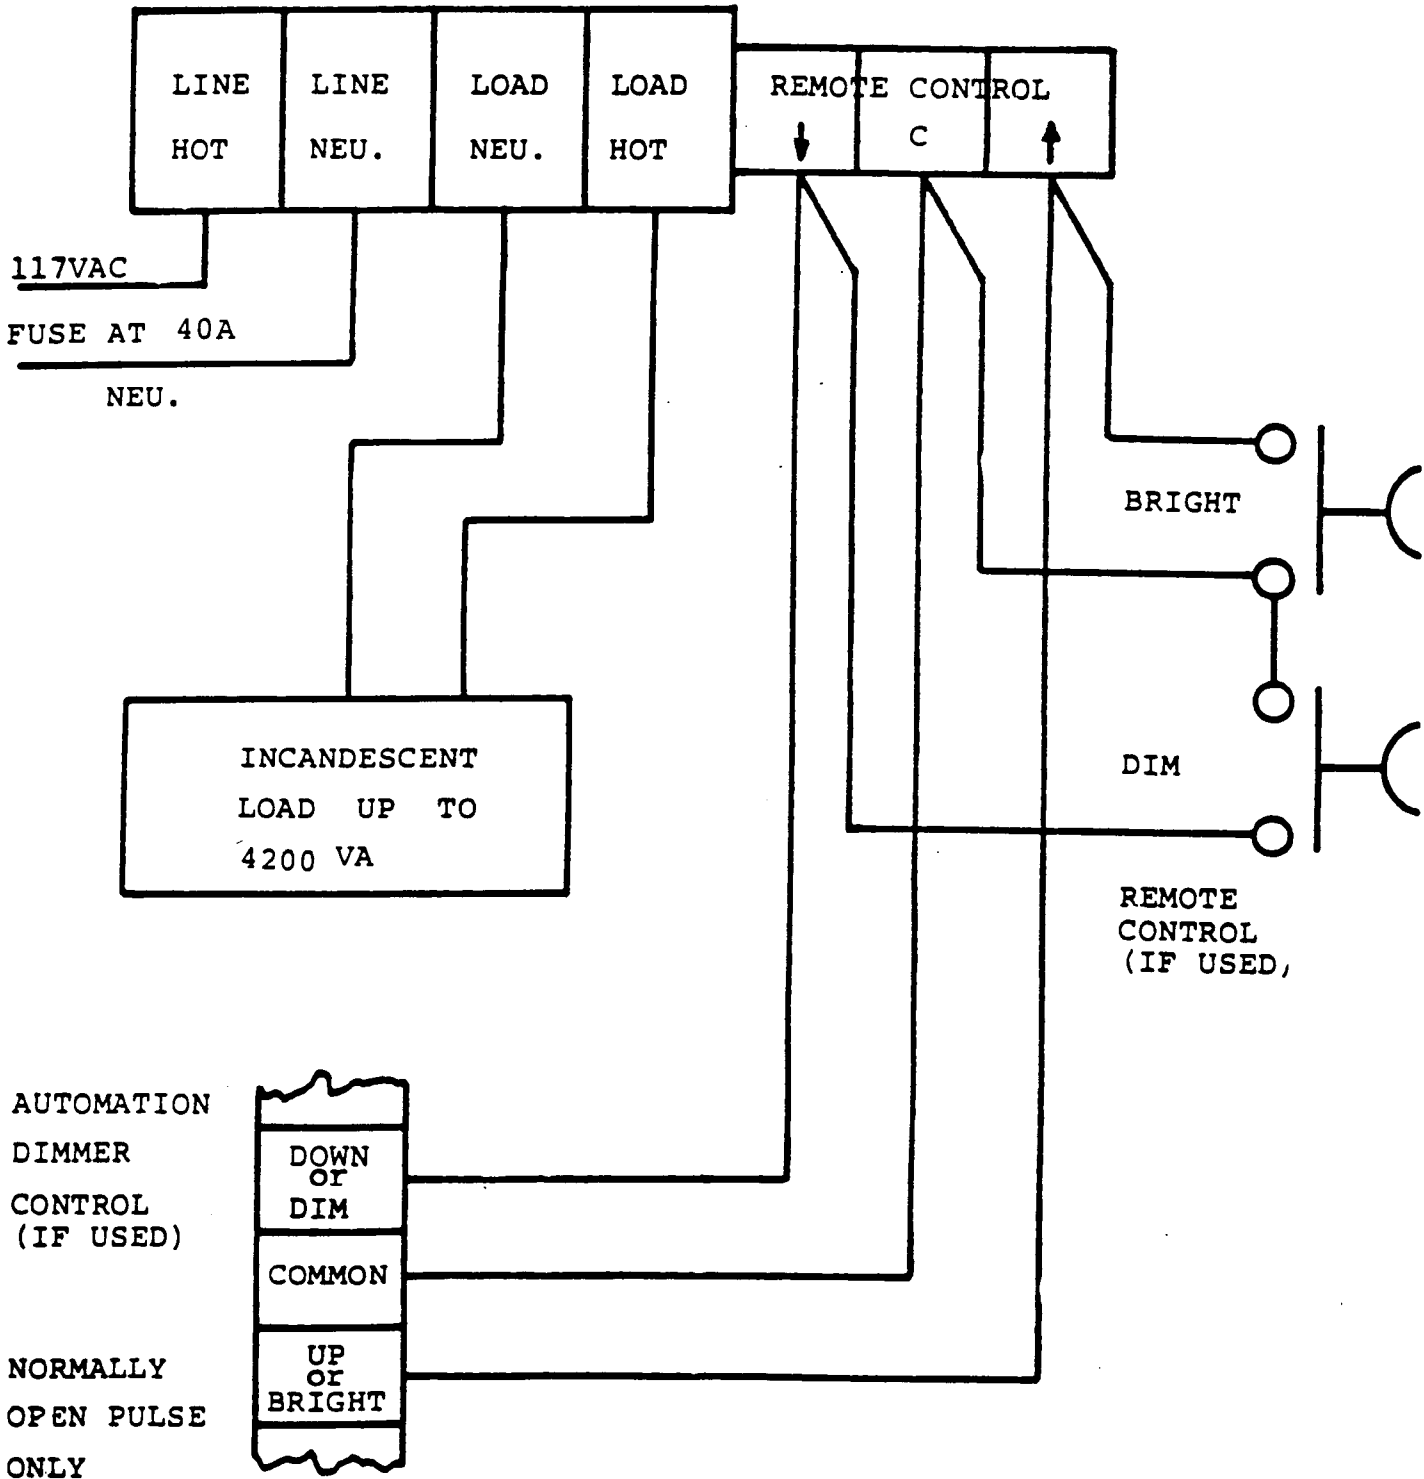 LINE HOT
LINE NEU.
LOAD NEU.
LOAD HOT
REMOTE CONTROL
C
117VAC
FUSE AT 40A
NEU.
BRIGHT
INCANDESCENT
LOAD UP TO
4200 VA
DIM
REMOTE
CONTROL
(IF USED,
AUTOMATION
DIMMER
CONTROL
(IF USED)
DOWN
or
DIM
COMMON
UP
or
BRIGHT
NORMALLY
OPEN PULSE
ONLY